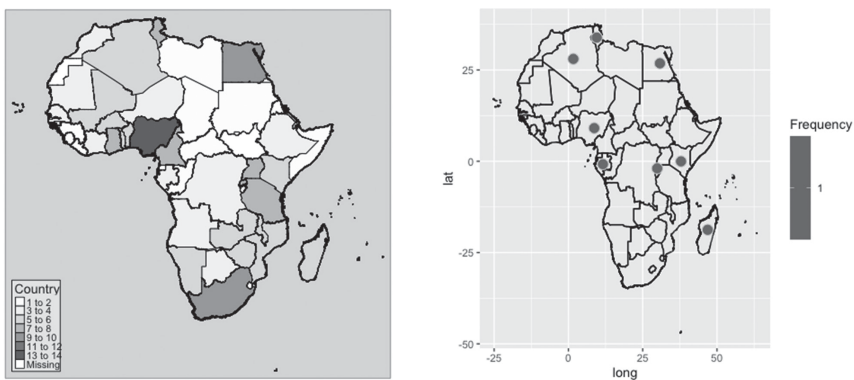 Country
1 to 2
3 to 4
5 to 6
7 to 8
9 to 10
11 to 12
13 to 14
Missing
lat
25
0
-25
-50
-25
0
25
50
long
Frequency
1